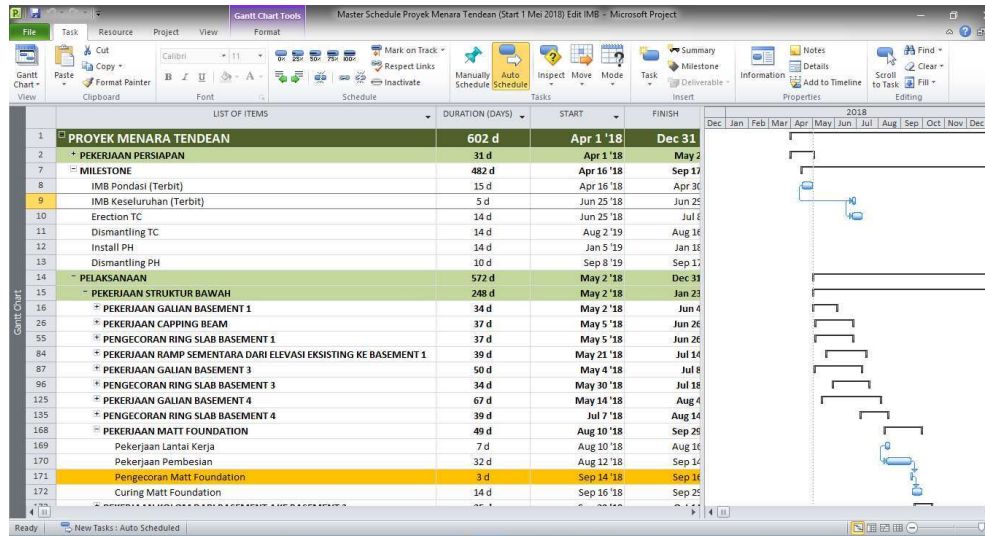 Gantt Chart Tools
Master Schedule Proyek Menara Tendean (Start 1 Mei 2018) Edit IMB - Microsoft Project
File Task Resource Project View Format
Gantt Chart
View
Paste
Cut
Copy
Format Painter
Clipboard
Calibri 11
B I U A
Font
0% 25% 50% 75% 100%
Mark on Track
Respect Links
Inactivate
Schedule
Manually Schedule
Auto Schedule
Inspect Move Mode
Tasks
Task
Summary
Milestone
Deliverable
Insert
Information
Notes
Details
Add to Timeline
Properties
Scroll to Task
Find
Clear
Fill
Editing
LIST OF ITEMS DURATION (DAYS) START FINISH
2018
Dec Jan Feb Mar Apr May Jun Jul Aug Sep Oct Nov Dec
1 PROYEK MENARA TENDEAN 602 d Apr 1 '18 Dec 31
2 PEKERJAAN PERSIAPAN 31 d Apr 1 '18 May 2
7 MILESTONE 482 d Apr 16 '18 Sep 17
8 IMB Pondasi (Terbit) 15 d Apr 16 '18 Apr 30
9 IMB Keseluruhan (Terbit) 5 d Jun 25 '18 Jun 29
10 Erection TC 14 d Jun 25 '18 Jul 8
11 Dismantling TC 14 d Aug 2 '19 Aug 16
12 Install PH 14 d Jan 5 '19 Jan 18
13 Dismantling PH 10 d Sep 8 '19 Sep 17
14 PELAKSANAAN 572 d May 2 '18 Dec 31
15 PEKERJAAN STRUKTUR BAWAH 248 d May 2 '18 Jan 23
16 PEKERJAAN GALIAN BASEMENT 1 34 d May 2 '18 Jun 4
26 PEKERJAAN CAPPING BEAM 37 d May 5 '18 Jun 26
55 PENGECORAN RING SLAB BASEMENT 1 37 d May 5 '18 Jun 26
84 PEKERJAAN RAMP SEMENTARA DARI ELEVASI EKSISTING KE BASEMENT 1 39 d May 21 '18 Jul 14
87 PEKERJAAN GALIAN BASEMENT 3 50 d May 4 '18 Jul 8
96 PENGECORAN RING SLAB BASEMENT 3 34 d May 30 '18 Jul 18
125 PEKERJAAN GALIAN BASEMENT 4 67 d May 14 '18 Aug 4
135 PENGECORAN RING SLAB BASEMENT 4 39 d Jul 7 '18 Aug 14
168 PEKERJAAN MATT FOUNDATION 49 d Aug 10 '18 Sep 29
169 Pekerjaan Lantai Kerja 7 d Aug 10 '18 Aug 16
170 Pekerjaan Pembesian 32 d Aug 12 '18 Sep 14
171 Pengecoran Matt Foundation 3 d Sep 14 '18 Sep 16
172 Curing Matt Foundation 14 d Sep 16 '18 Sep 29
Gantt Chart
Ready New Tasks : Auto Scheduled